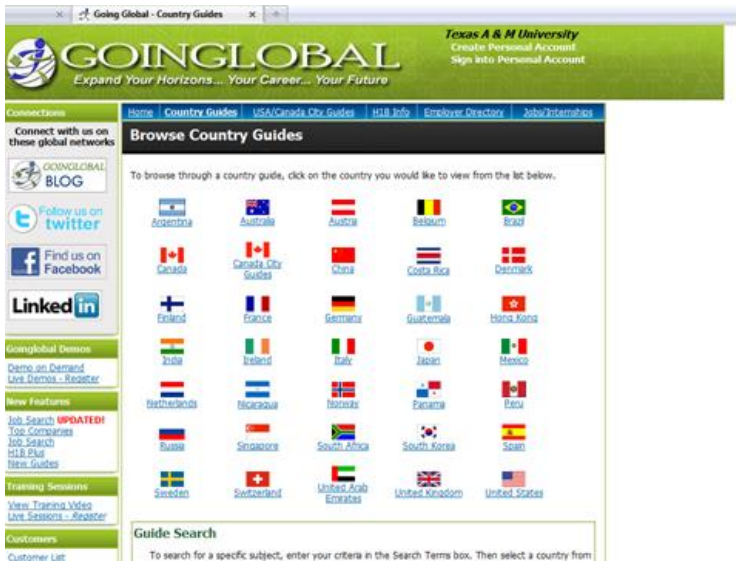 Going Global - Country Guides
GOINGLOBAL
Expand Your Horizons... Your Career... Your Future
Texas A & M University
Create Personal Account
Sign into Personal Account
Connections
Connect with us on
these global networks
GOINGLOBAL
BLOG
Follow us on
twitter
Find us on
Facebook
Linked in
Goinglobal Demos
Demo on Demand
Live Demos - Register
New Features
Job Search UPDATED!
Top Companies
Job Search
H1B Plus
New Guides
Training Sessions
View Training Video
Live Sessions - Register
Customers
Customer List
Home Country Guides USA/Canada City Guides H1B Info Employer Directory Jobs/Internships
Browse Country Guides
To browse through a country guide, click on the country you would like to view from the list below.
Argentina Australia Austria Belgium Brazil
Canada Canada City Guides China Costa Rica Denmark
Finland France Germany Guatemala Hong Kong
India Ireland Italy Japan Mexico
Netherlands Nicaragua Norway Panama Peru
Russia Singapore South Africa South Korea Spain
Sweden Switzerland United Arab Emirates United Kingdom United States
Guide Search
To search for a specific subject, enter your criteria in the Search Terms box. Then select a country from